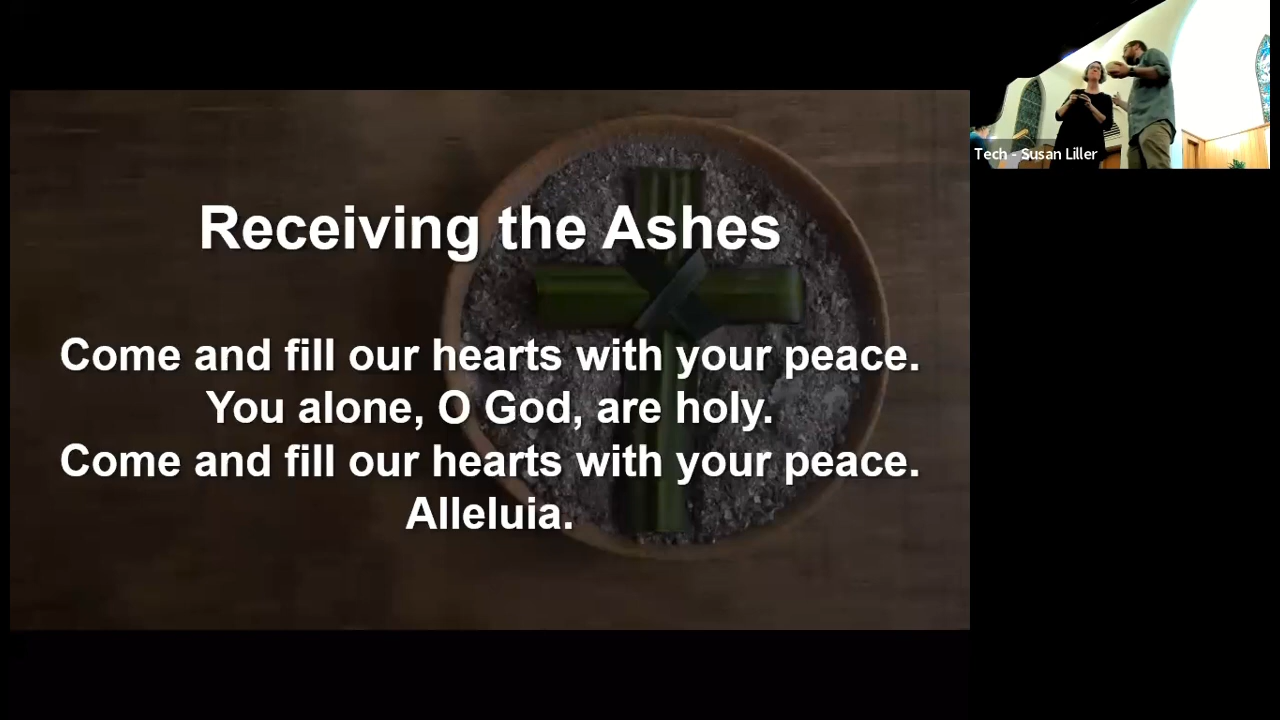 Receiving the Ashes
Come and fill our hearts with your peace.
You alone, O God, are holy.
Come and fill our hearts with your peace.
Alleluia.
Tech - Susan Liller